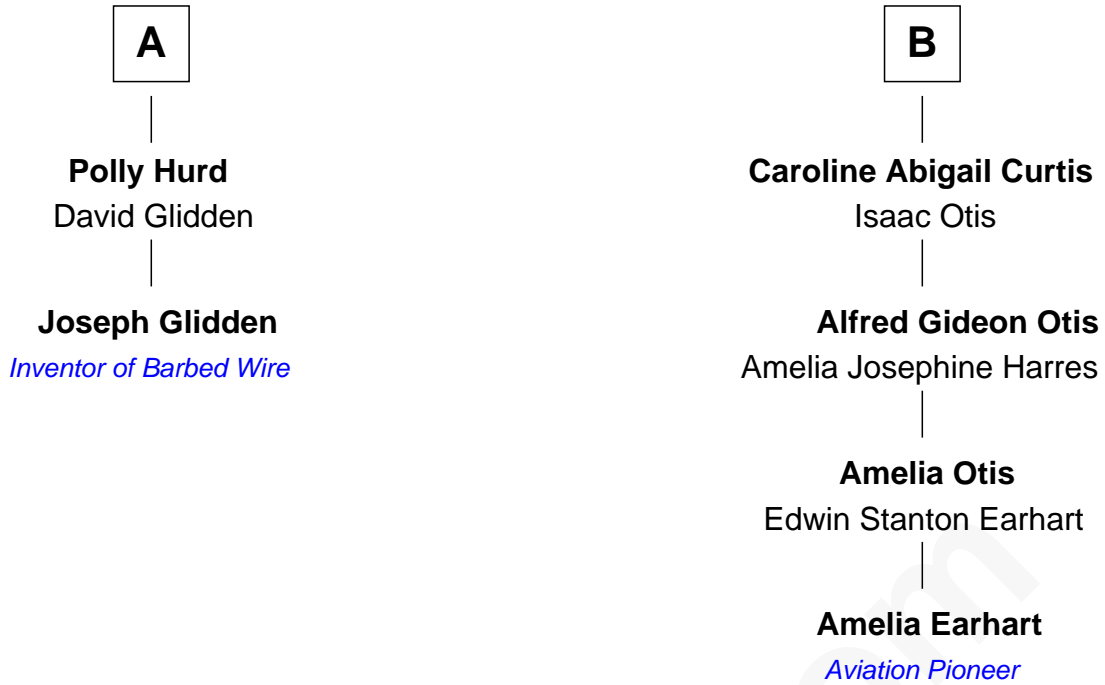 A
Polly Hurd
David Glidden
Joseph Glidden
Inventor of Barbed Wire
B
Caroline Abigail Curtis
Isaac Otis
Alfred Gideon Otis
Amelia Josephine Harres
Amelia Otis
Edwin Stanton Earhart
Amelia Earhart
Aviation Pioneer